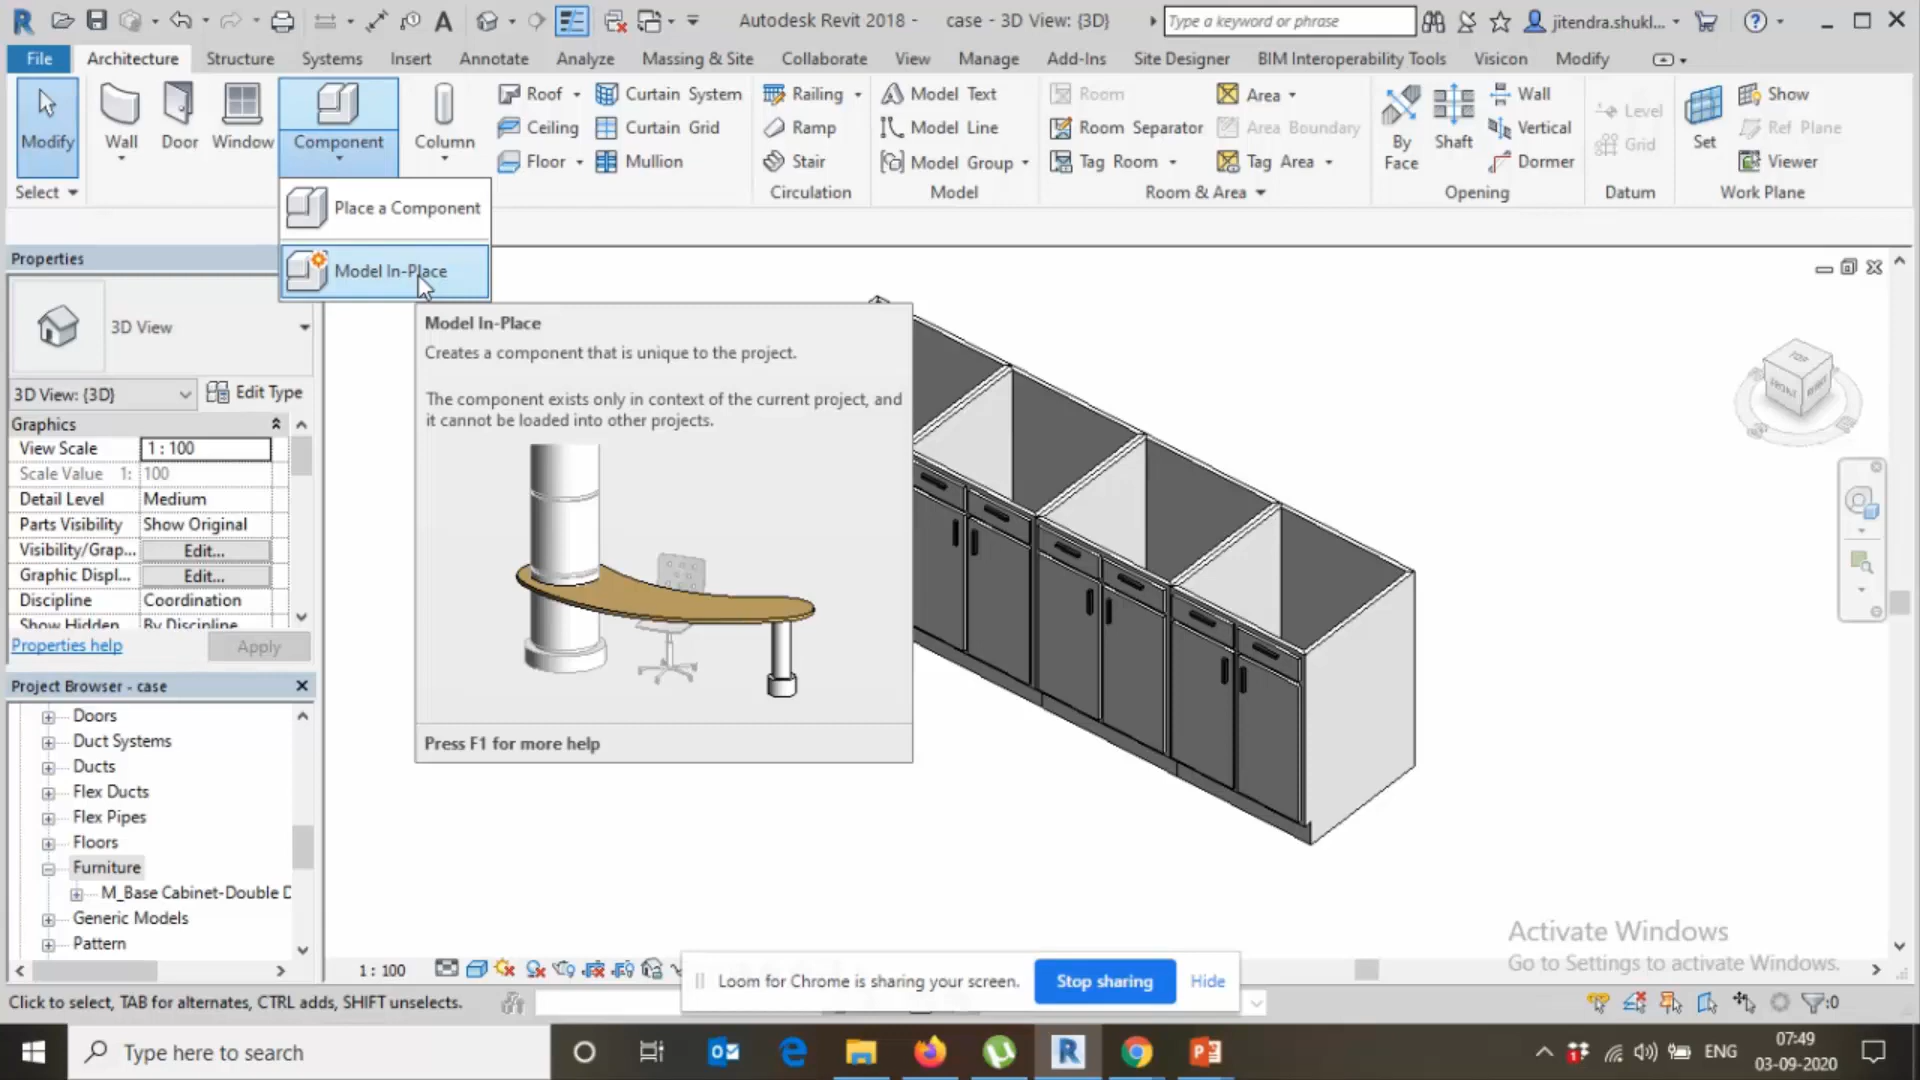 Autodesk Revit 2018 - case - 3D View: {3D}
Type a keyword or phrase
jitendra.shukl...
File Architecture Structure Systems Insert Annotate Analyze Massing & Site Collaborate View Manage Add-Ins Site Designer BIM Interoperability Tools Visicon Modify
Modify
Wall
Door
Window
Component
Column
Roof
Ceiling
Floor
Curtain System
Curtain Grid
Mullion
Railing
Ramp
Stair
Model Text
Model Line
Model Group
Room
Room Separator
Tag Room
Area
Area Boundary
Tag Area
By Face
Shaft
Wall
Vertical
Dormer
Level
Grid
Set
Show
Ref Plane
Viewer
Select
Circulation
Model
Room & Area
Opening
Datum
Work Plane
Place a Component
Model In-Place
Properties
3D View
3D View: {3D}
Edit Type
Graphics
View Scale 1 : 100
Scale Value 1: 100
Detail Level Medium
Parts Visibility Show Original
Visibility/Grap... Edit...
Graphic Displ... Edit...
Discipline Coordination
Show Hidden By Discipline
Properties help
Apply
Model In-Place
Creates a component that is unique to the project.
The component exists only in context of the current project, and
it cannot be loaded into other projects.
Press F1 for more help
TOP
FRONT
RIGHT
Project Browser - case
Doors
Duct Systems
Ducts
Flex Ducts
Flex Pipes
Floors
Furniture
M_Base Cabinet-Double D
Generic Models
Pattern
1 : 100
Activate Windows
Go to Settings to activate Windows.
Loom for Chrome is sharing your screen.
Stop sharing
Hide
Click to select, TAB for alternates, CTRL adds, SHIFT unselects.
:0
Type here to search
ENG
07:49
03-09-2020